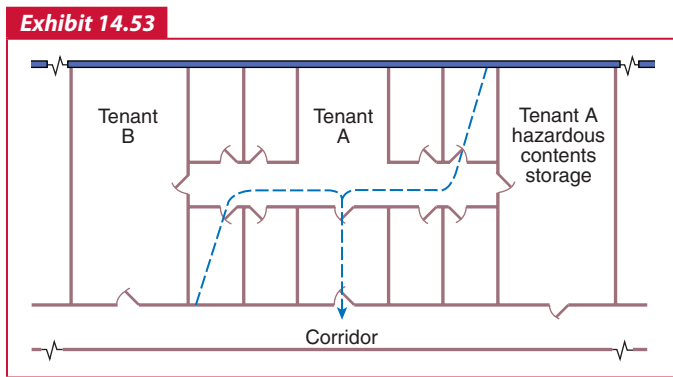 Exhibit 14.53
Tenant
B
Tenant
A
Tenant A
hazardous
contents
storage
Corridor